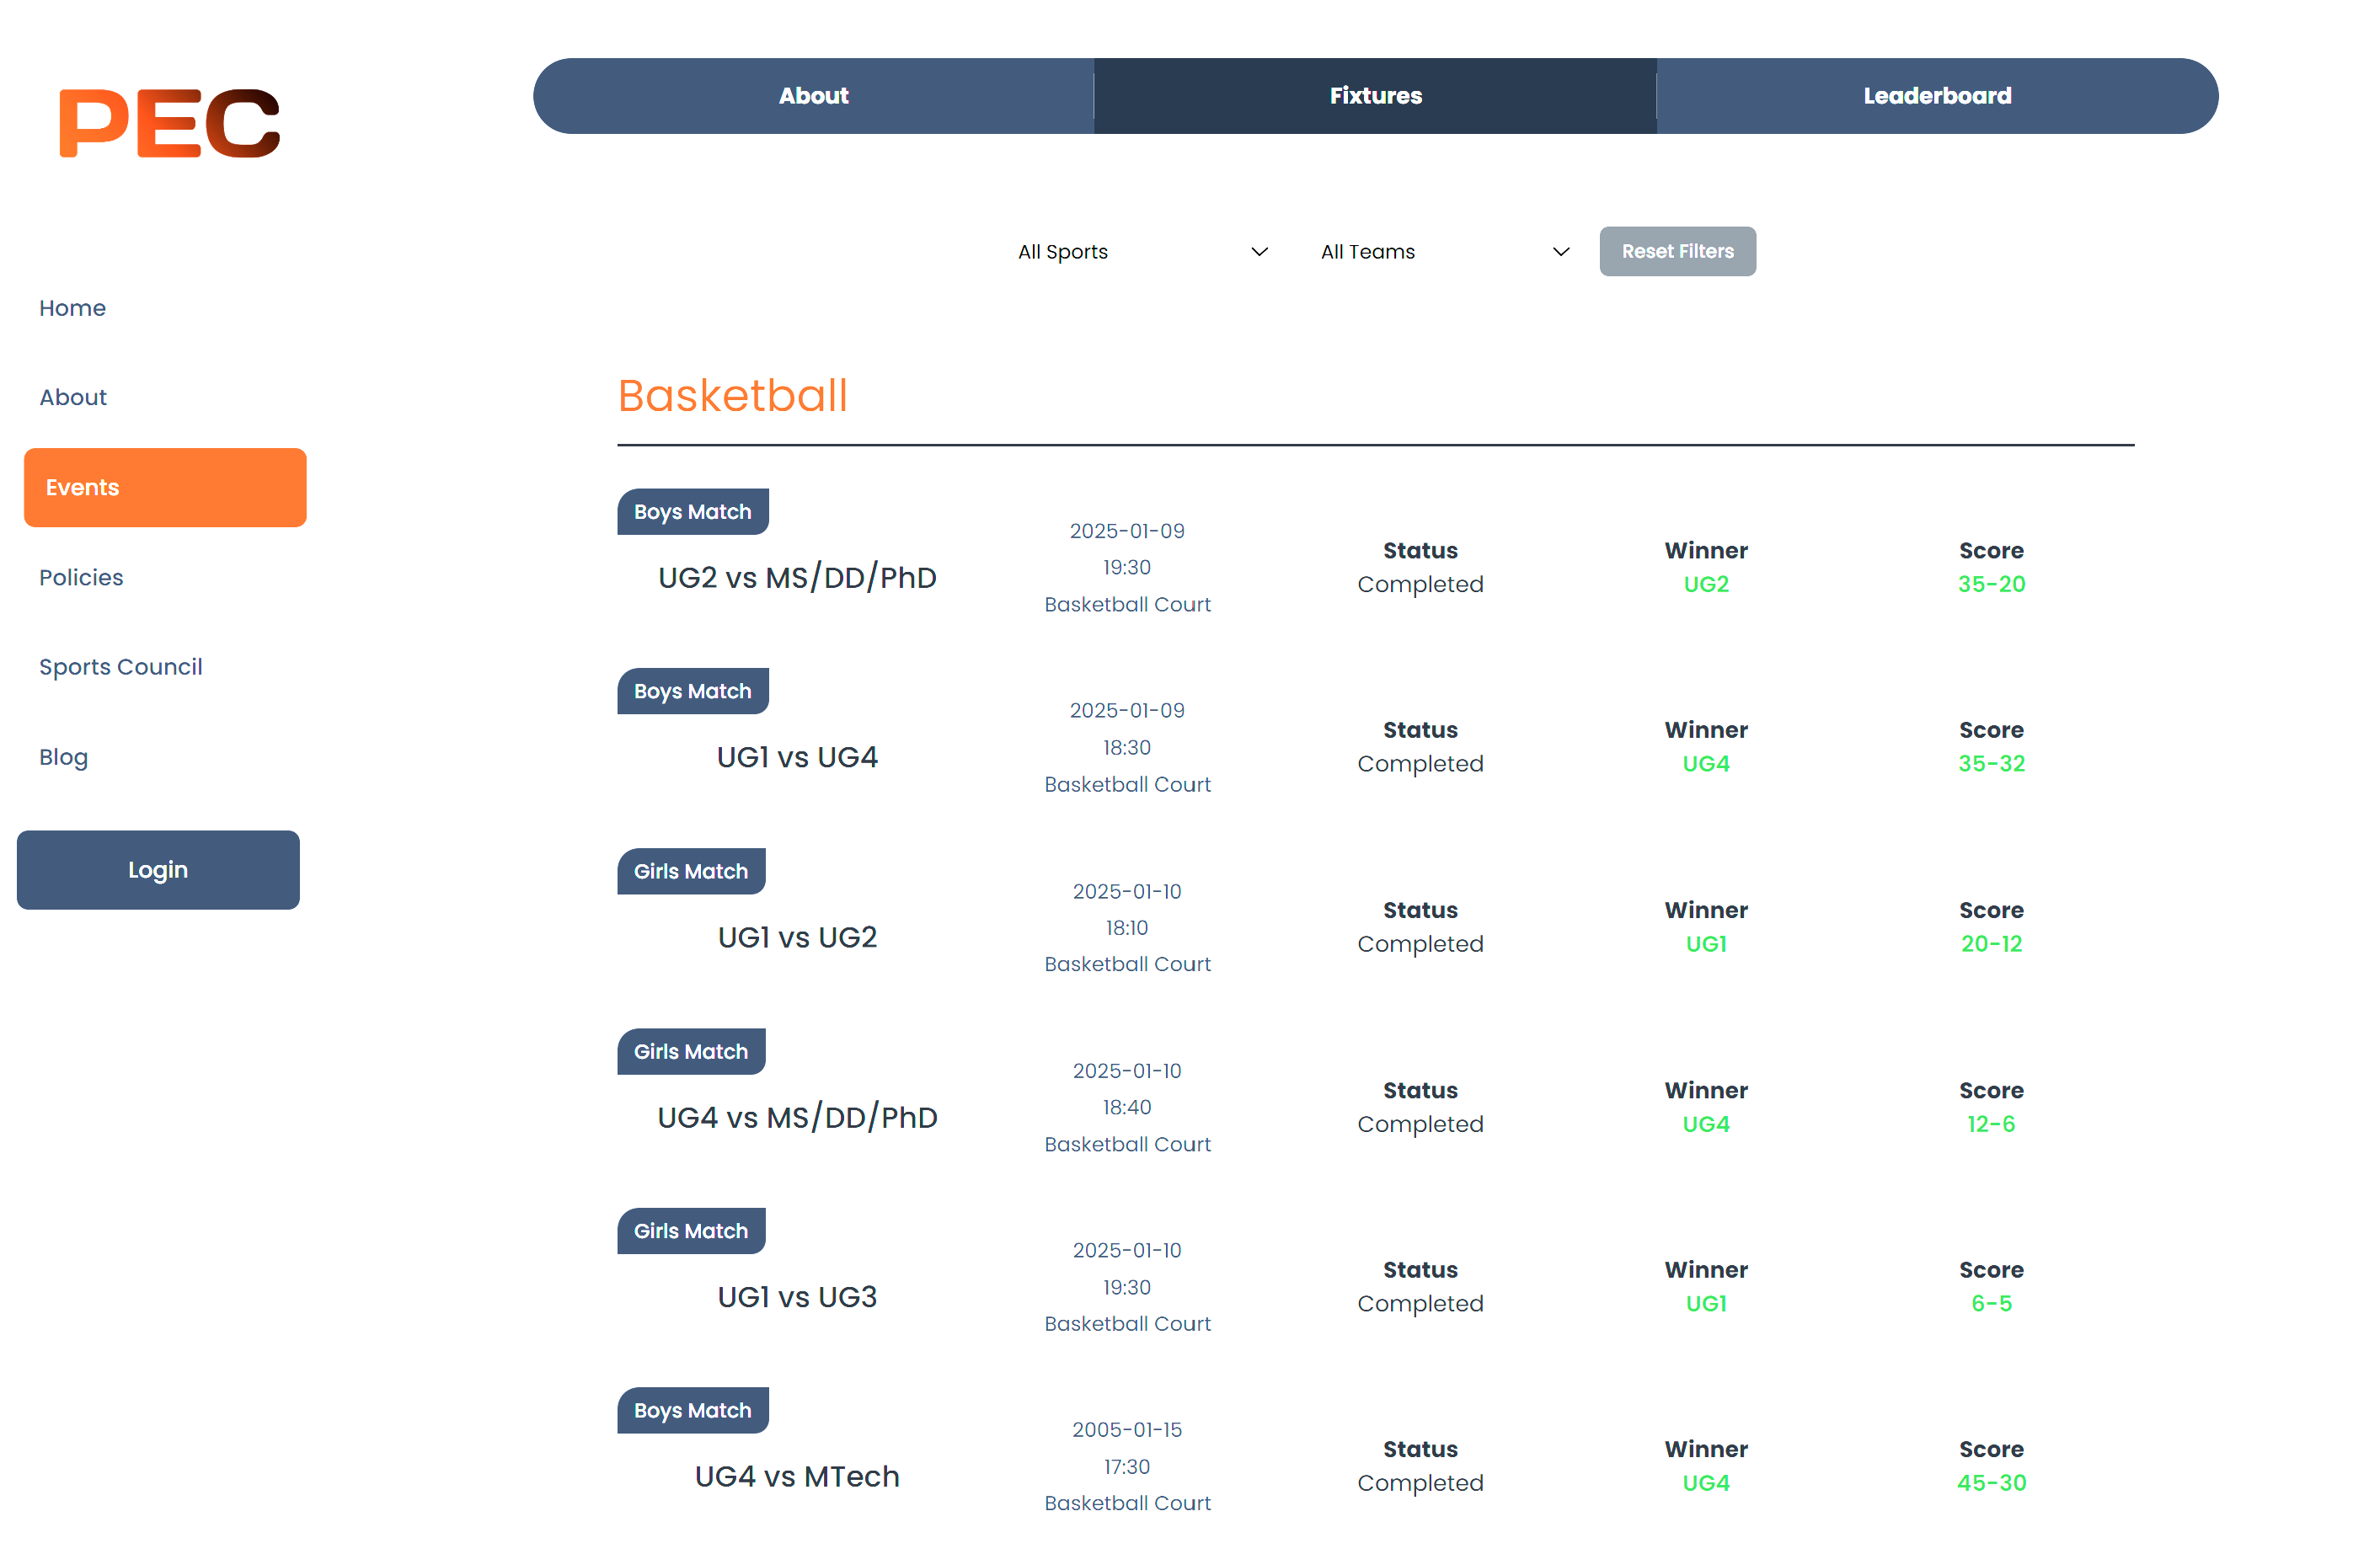 PEC
Home
About
Events
Policies
Sports Council
Blog
Login
About
Fixtures
Leaderboard
All Sports
All Teams
Reset Filters
Basketball
Boys Match
UG2 vs MS/DD/PhD
2025-01-09
19:30
Basketball Court
Status
Completed
Winner
UG2
Score
35-20
Boys Match
UG1 vs UG4
2025-01-09
18:30
Basketball Court
Status
Completed
Winner
UG4
Score
35-32
Girls Match
UG1 vs UG2
2025-01-10
18:10
Basketball Court
Status
Completed
Winner
UG1
Score
20-12
Girls Match
UG4 vs MS/DD/PhD
2025-01-10
18:40
Basketball Court
Status
Completed
Winner
UG4
Score
12-6
Girls Match
UG1 vs UG3
2025-01-10
19:30
Basketball Court
Status
Completed
Winner
UG1
Score
6-5
Boys Match
UG4 vs MTech
2005-01-15
17:30
Basketball Court
Status
Completed
Winner
UG4
Score
45-30